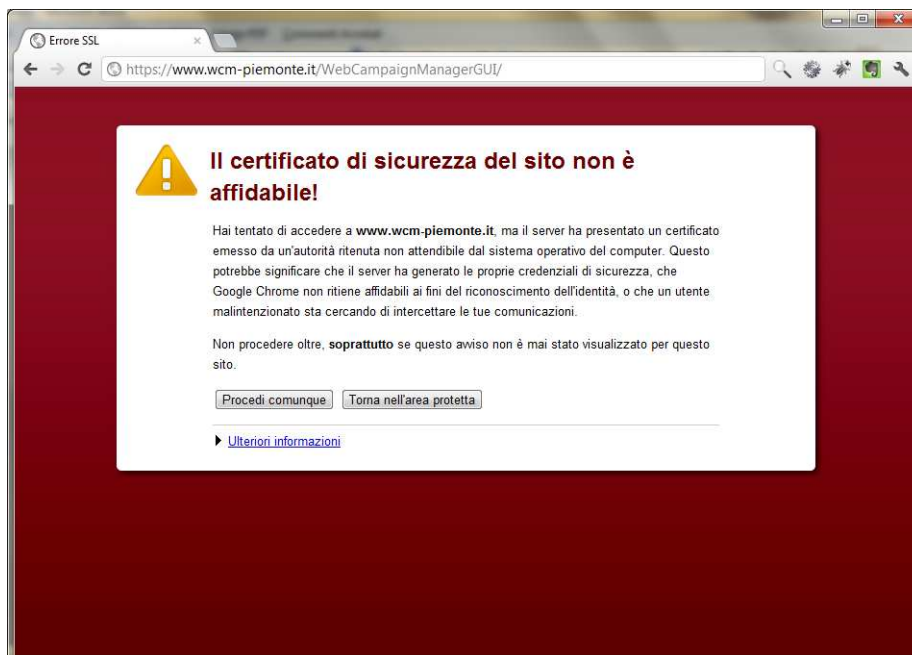 Errore SSL
https://www.wcm-piemonte.it/WebCampaignManagerGUI/
Il certificato di sicurezza del sito non è
affidabile!
Hai tentato di accedere a www.wcm-piemonte.it, ma il server ha presentato un certificato
emesso da un'autorità ritenuta non attendibile dal sistema operativo del computer. Questo
potrebbe significare che il server ha generato le proprie credenziali di sicurezza, che
Google Chrome non ritiene affidabili ai fini del riconoscimento dell'identità, o che un utente
malintenzionato sta cercando di intercettare le tue comunicazioni.
Non procedere oltre, soprattutto se questo avviso non è mai stato visualizzato per questo
sito.
Procedi comunque Torna nell'area protetta
Ulteriori informazioni